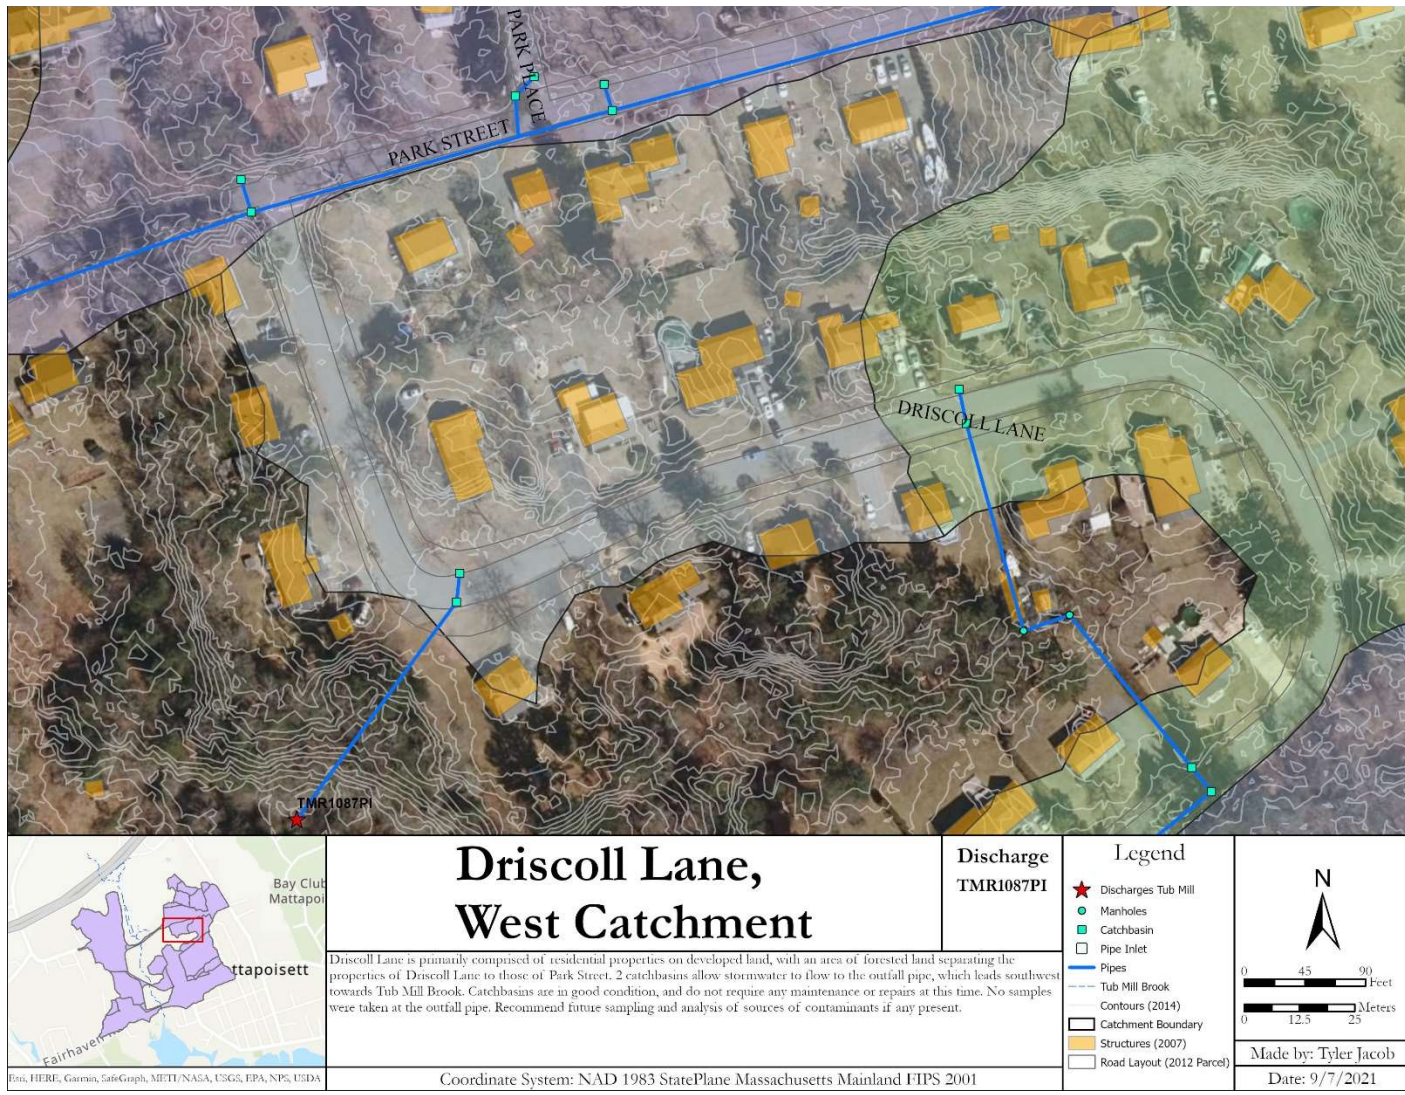 PARK PLACE
PARK STREET
DRISCOLL LANE
TMR1087PI
Bay Club
Mattapoi
ttapoisett
Fairhaven
Esri, HERE, Garmin, SafeGraph, METI/NASA, USGS, EPA, NPS, USDA
Driscoll Lane,
West Catchment
Discharge
TMR1087PI
Driscoll Lane is primarily comprised of residential properties on developed land, with an area of forested land separating the
properties of Driscoll Lane to those of Park Street. 2 catchbasins allow stormwater to flow to the outfall pipe, which leads southwest
towards Tub Mill Brook. Catchbasins are in good condition, and do not require any maintenance or repairs at this time. No samples
were taken at the outfall pipe. Recommend future sampling and analysis of sources of contaminants if any present.
Coordinate System: NAD 1983 StatePlane Massachusetts Mainland FIPS 2001
Legend
Discharges Tub Mill
Manholes
Catchbasin
Pipe Inlet
Pipes
Tub Mill Brook
Contours (2014)
Catchment Boundary
Structures (2007)
Road Layout (2012 Parcel)
N
0 45 90
Feet
Meters
0 12.5 25
Made by: Tyler Jacob
Date: 9/7/2021